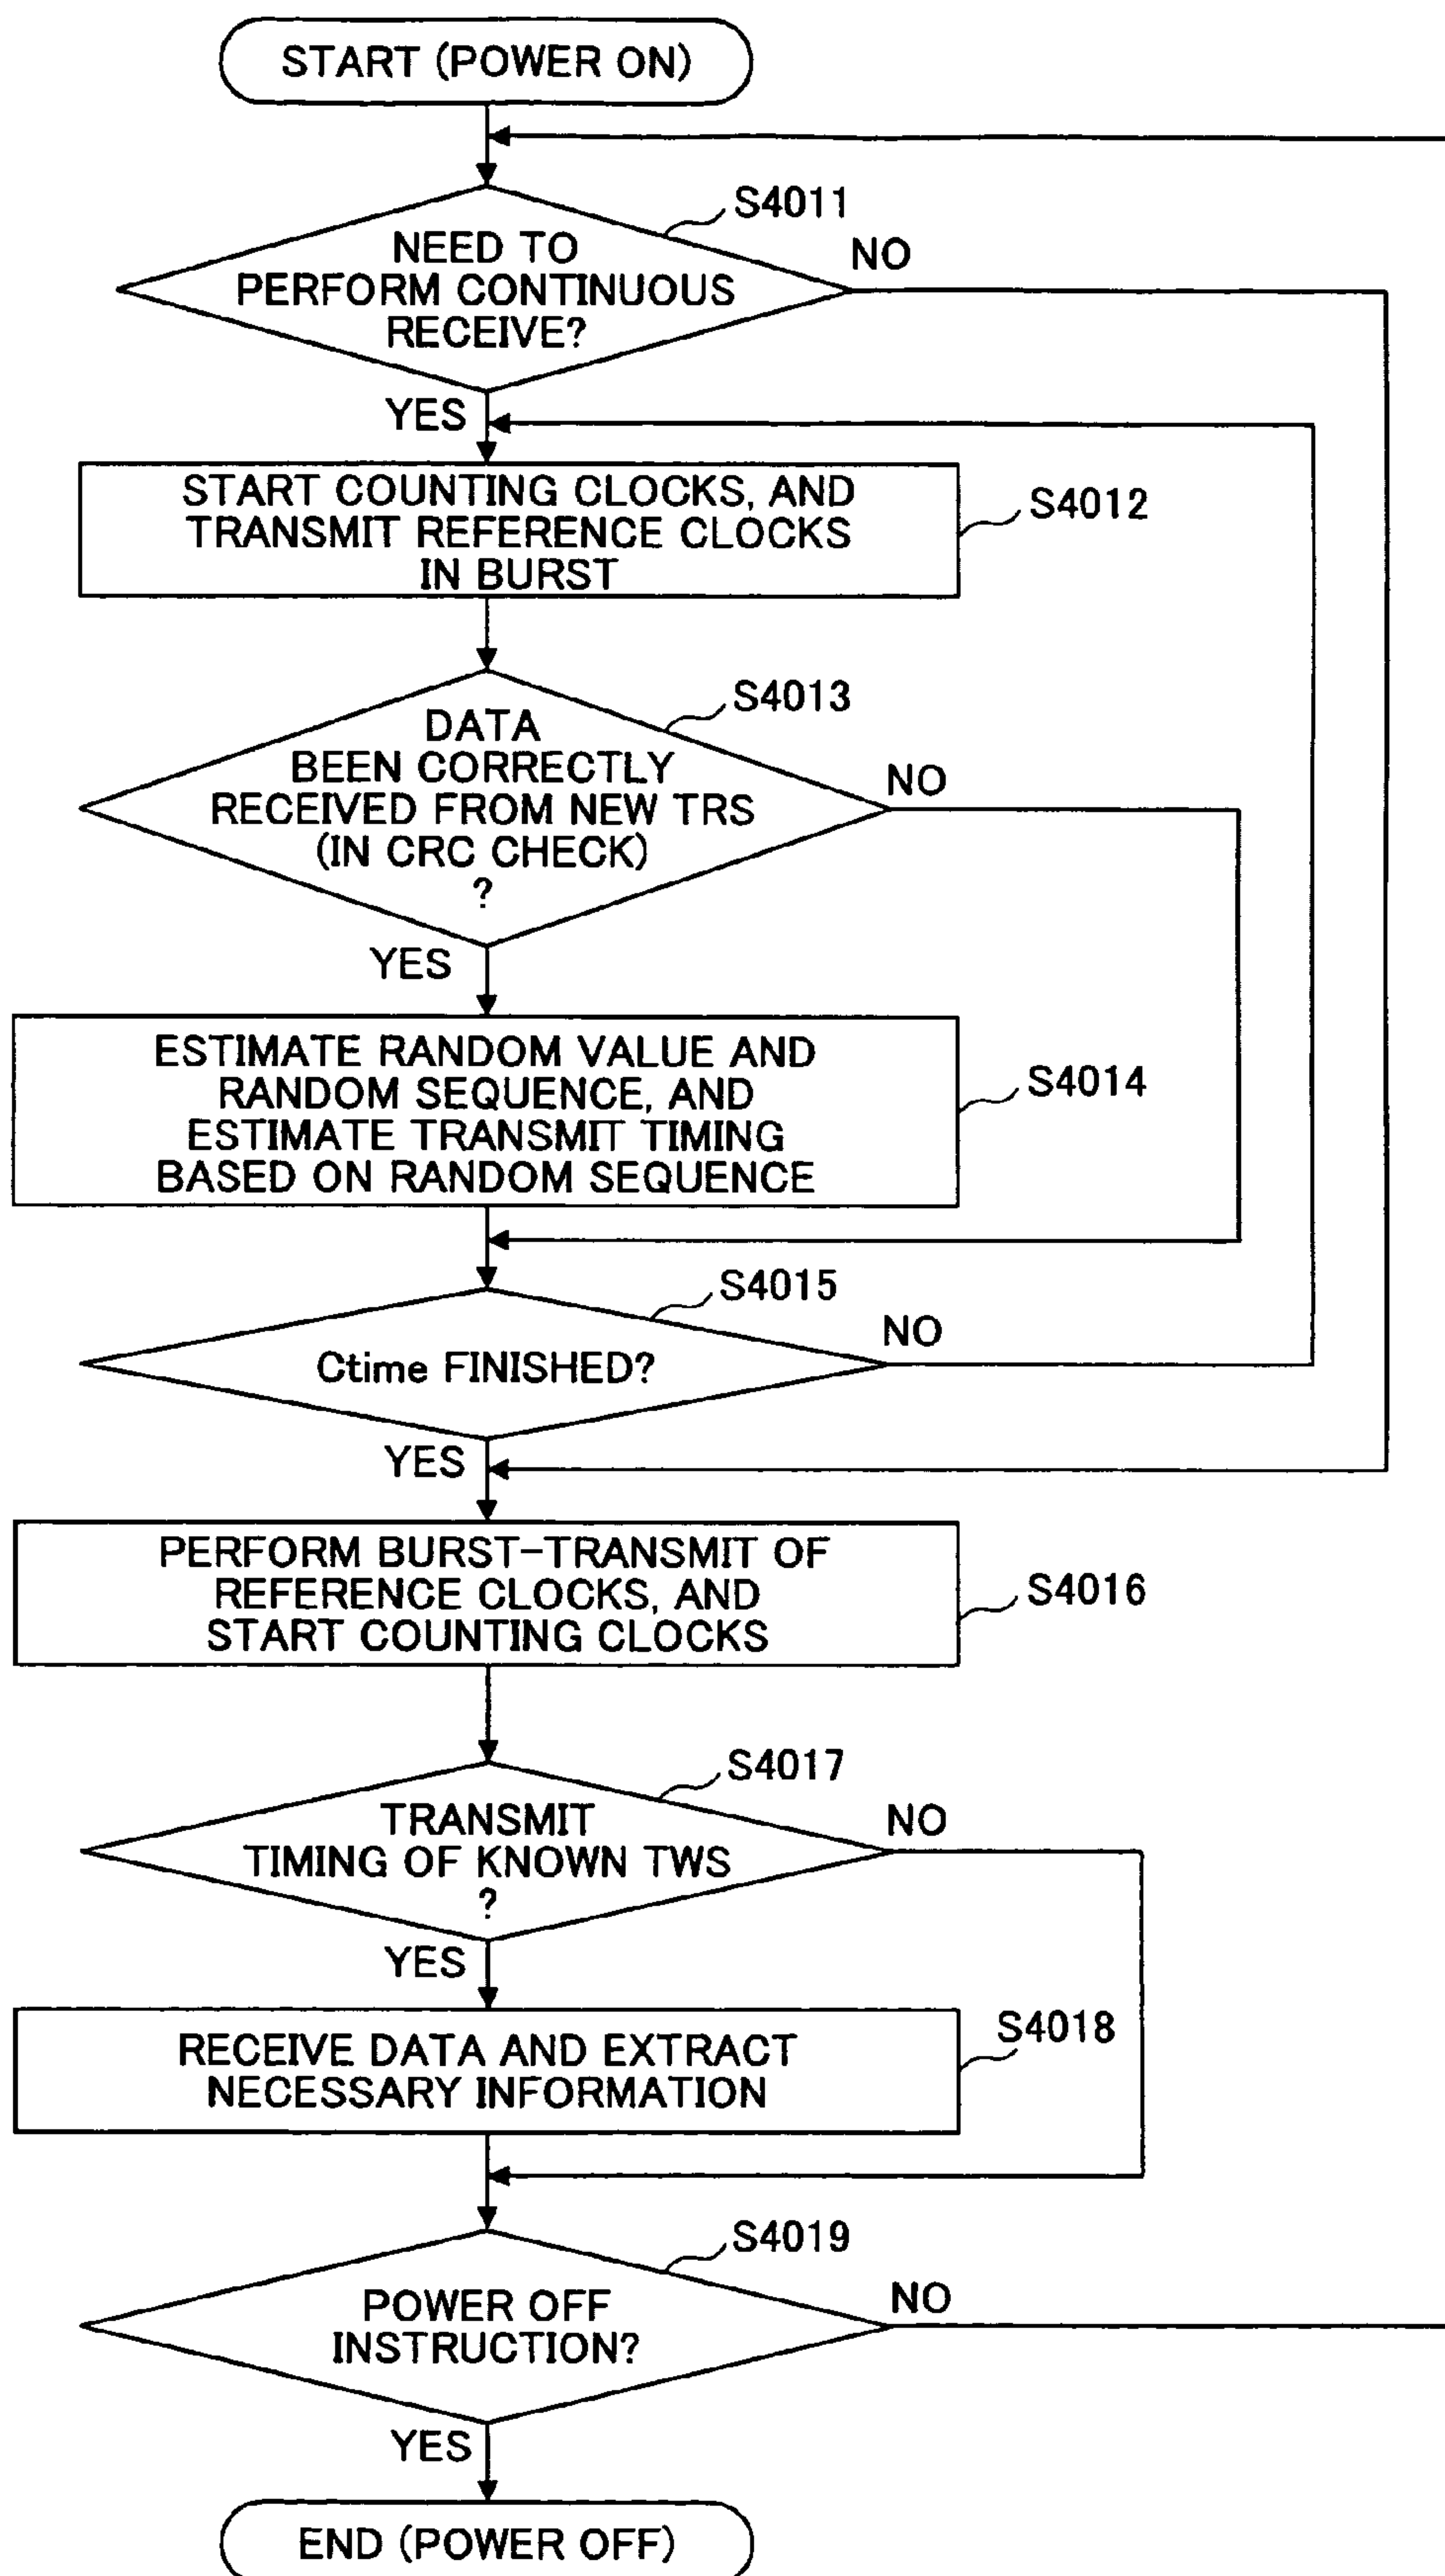 START (POWER ON)
S4011
NEED TO
PERFORM CONTINUOUS
RECEIVE?
NO
YES
START COUNTING CLOCKS, AND
TRANSMIT REFERENCE CLOCKS
IN BURST
S4012
S4013
DATA
BEEN CORRECTLY
RECEIVED FROM NEW TRS
(IN CRC CHECK)
?
NO
YES
ESTIMATE RANDOM VALUE AND
RANDOM SEQUENCE, AND
ESTIMATE TRANSMIT TIMING
BASED ON RANDOM SEQUENCE
S4014
S4015
Ctime FINISHED?
NO
YES
PERFORM BURST-TRANSMIT OF
REFERENCE CLOCKS, AND
START COUNTING CLOCKS
S4016
S4017
TRANSMIT
TIMING OF KNOWN TWS
?
NO
YES
RECEIVE DATA AND EXTRACT
NECESSARY INFORMATION
S4018
S4019
POWER OFF
INSTRUCTION?
NO
YES
END (POWER OFF)